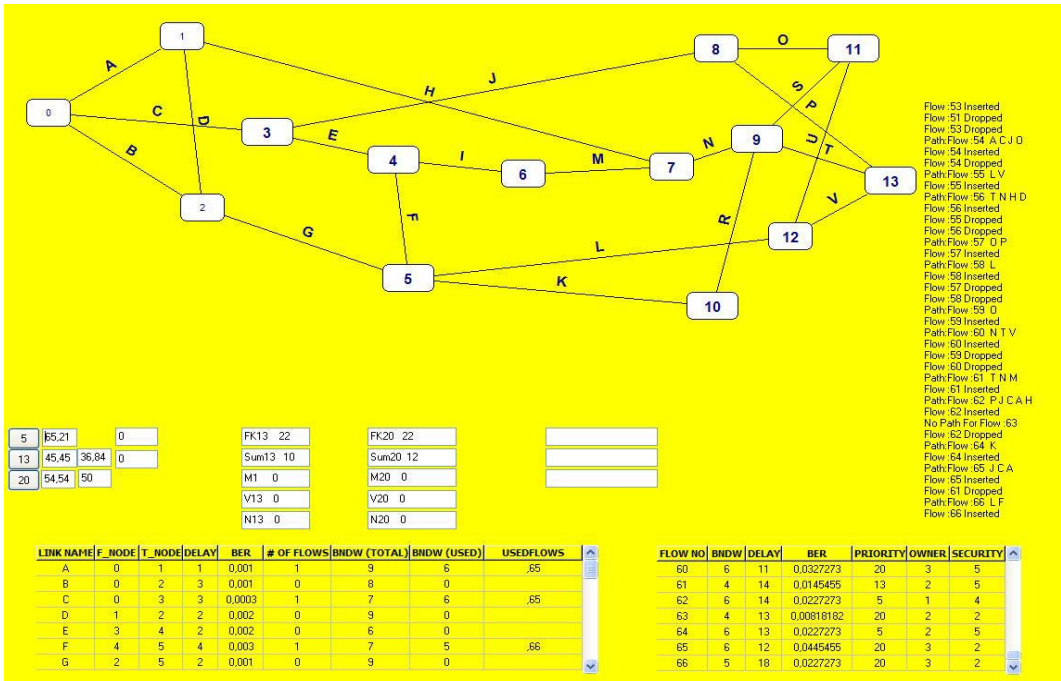 1
A
J
O
8
11
H
S
P
0
C
D
3
E
N
9
U
T
B
4
I
M
6
7
13
R
V
2
G
F
L
12
5
K
10
Flow :53 Inserted
Flow :51 Dropped
Flow :53 Dropped
Path:Flow :54 A C J O
Flow :54 Inserted
Flow :54 Dropped
Path:Flow :55 L V
Flow :55 Inserted
Path:Flow :56 T N H D
Flow :56 Inserted
Flow :55 Dropped
Flow :56 Dropped
Path:Flow :57 O P
Flow :57 Inserted
Path:Flow :58 L
Flow :58 Inserted
Flow :57 Dropped
Flow :58 Dropped
Path:Flow :59 O
Flow :59 Inserted
Path:Flow :60 N T V
Flow :60 Inserted
Flow :59 Dropped
Flow :60 Dropped
Path:Flow :61 T N M
Flow :61 Inserted
Path:Flow :62 P J C A H
Flow :62 Inserted
No Path For Flow :63
Flow :62 Dropped
Path:Flow :64 K
Flow :64 Inserted
Path:Flow :65 J C A
Flow :65 Inserted
Flow :61 Dropped
Path:Flow :66 L F
Flow :66 Inserted
5 65,21 0 FK13 22 FK20 22
13 45,45 36,84 0 Sum13 10 Sum20 12
20 54,54 50 M1 0 M20 0
V13 0 V20 0
N13 0 N20 0
LINK NAME F_NODE T_NODE DELAY BER # OF FLOWS BNDW (TOTAL) BNDW (USED) USEDFLOWS
A 0 1 1 0,001 1 9 6 ,65
B 0 2 3 0,001 0 8 0
C 0 3 3 0,0003 1 7 6 ,65
D 1 2 2 0,002 0 9 0
E 3 4 2 0,002 0 6 0
F 4 5 4 0,003 1 7 5 ,66
G 2 5 2 0,001 0 9 0
FLOW NO BNDW DELAY BER PRIORITY OWNER SECURITY
60 6 11 0,0327273 20 3 5
61 4 14 0,0145455 13 2 5
62 6 14 0,0227273 5 1 4
63 4 13 0,00818182 20 2 2
64 6 13 0,0227273 5 2 5
65 6 12 0,0445455 20 3 2
66 5 18 0,0227273 20 3 2